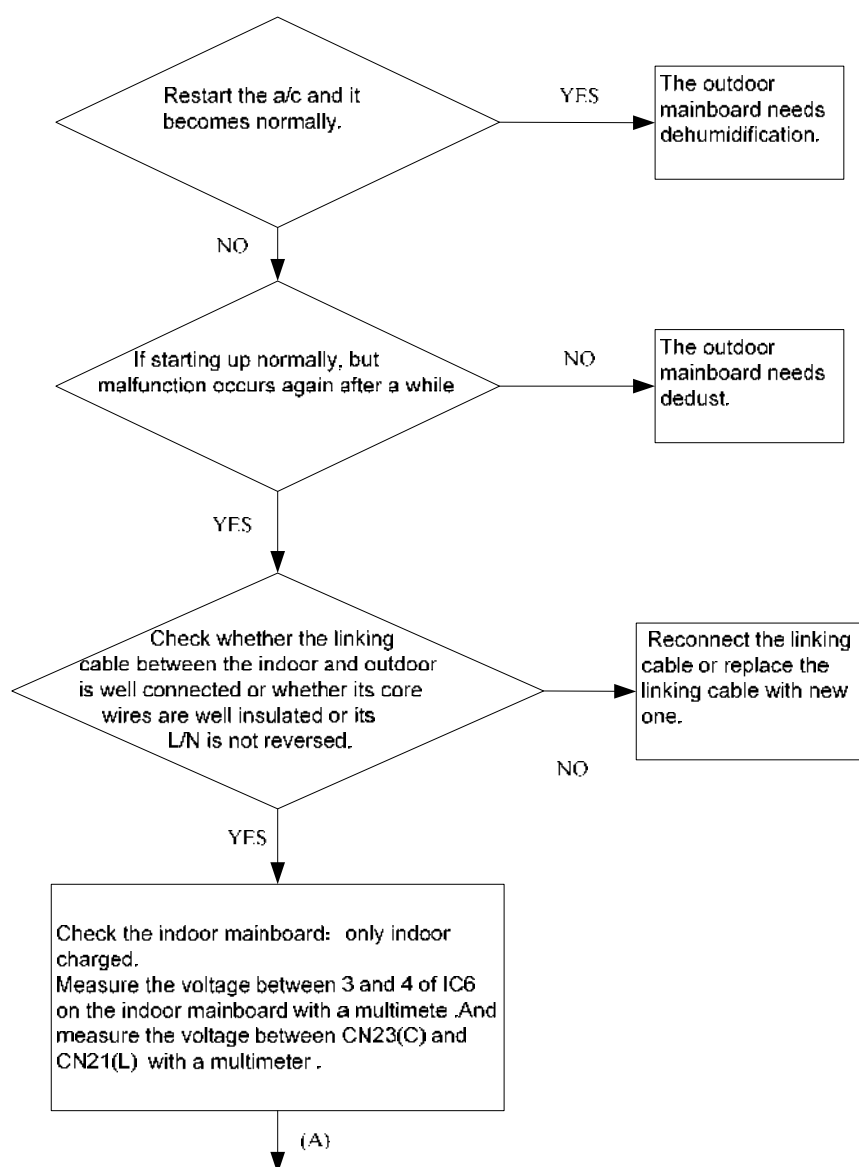 Restart the a/c and it
becomes normally.
YES
The outdoor
mainboard needs
dehumidification.
NO
If starting up normally, but
malfunction occurs again after a while
NO
The outdoor
mainboard needs
dedust.
YES
Check whether the linking
cable between the indoor and outdoor
is well connected or whether its core
wires are well insulated or its
L/N is not reversed.
NO
Reconnect the linking
cable or replace the
linking cable with new
one.
YES
Check the indoor mainboard: only indoor
charged.
Measure the voltage between 3 and 4 of IC6
on the indoor mainboard with a multimete .And
measure the voltage between CN23(C) and
CN21(L) with a multimeter .
(A)